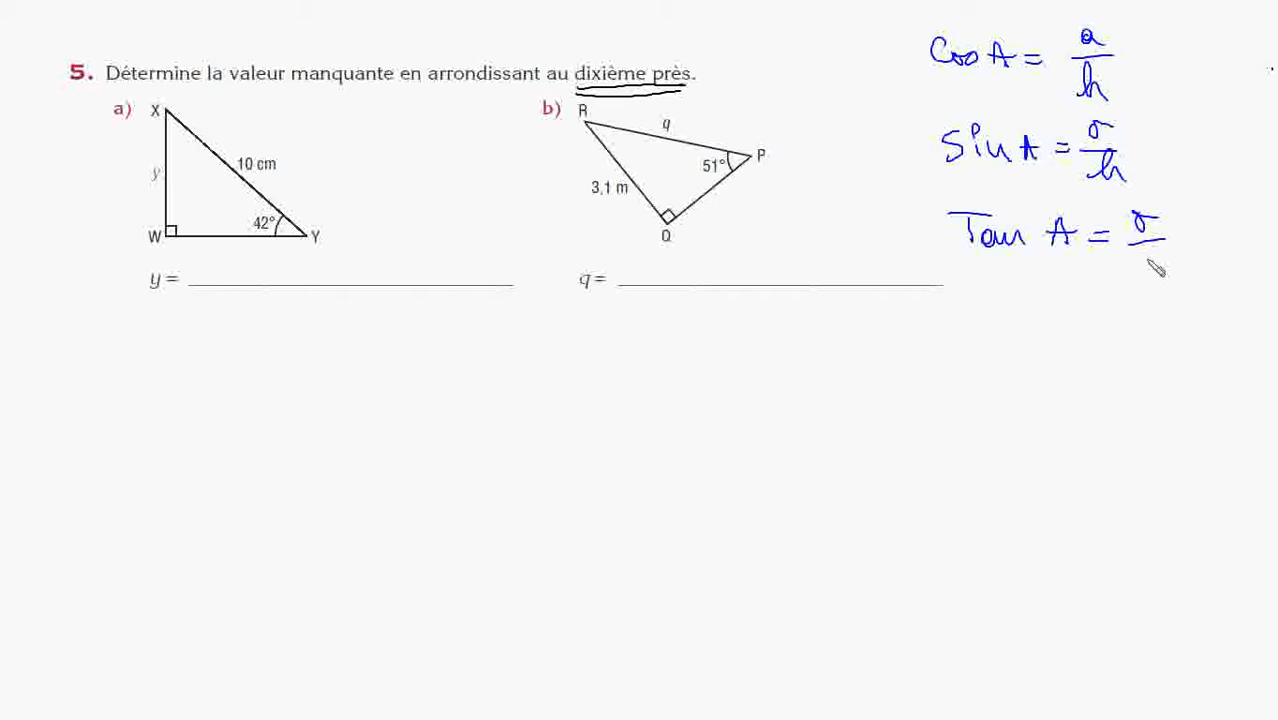 5. Détermine la valeur manquante en arrondissant au dixième près.
a)
X
y
10 cm
42°
W
Y
y =
b)
R
q
P
51°
3,1 m
Q
q =
Cos A = a/h
Sin A = o/h
Tan A = o/